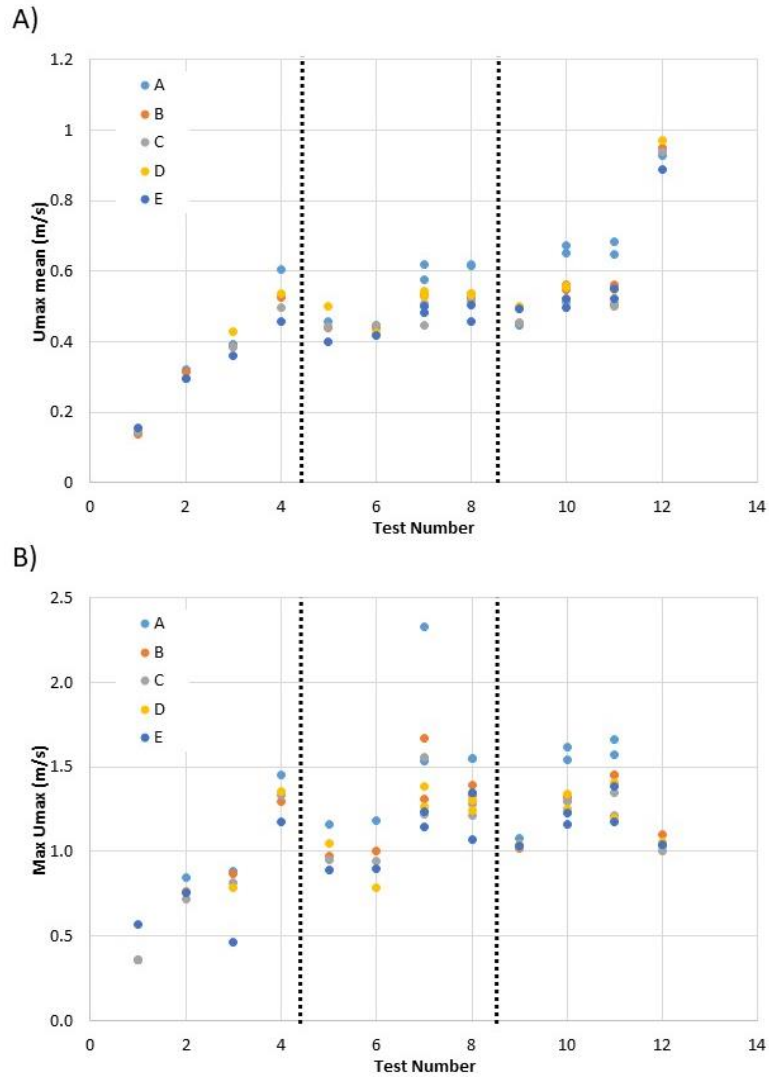 A)
Umax mean (m/s)
1.2
1
0.8
0.6
0.4
0.2
0
A
B
C
D
E
0 2 4 6 8 10 12 14
Test Number
B)
Max Umax (m/s)
2.5
2.0
1.5
1.0
0.5
0.0
A
B
C
D
E
0 2 4 6 8 10 12 14
Test Number